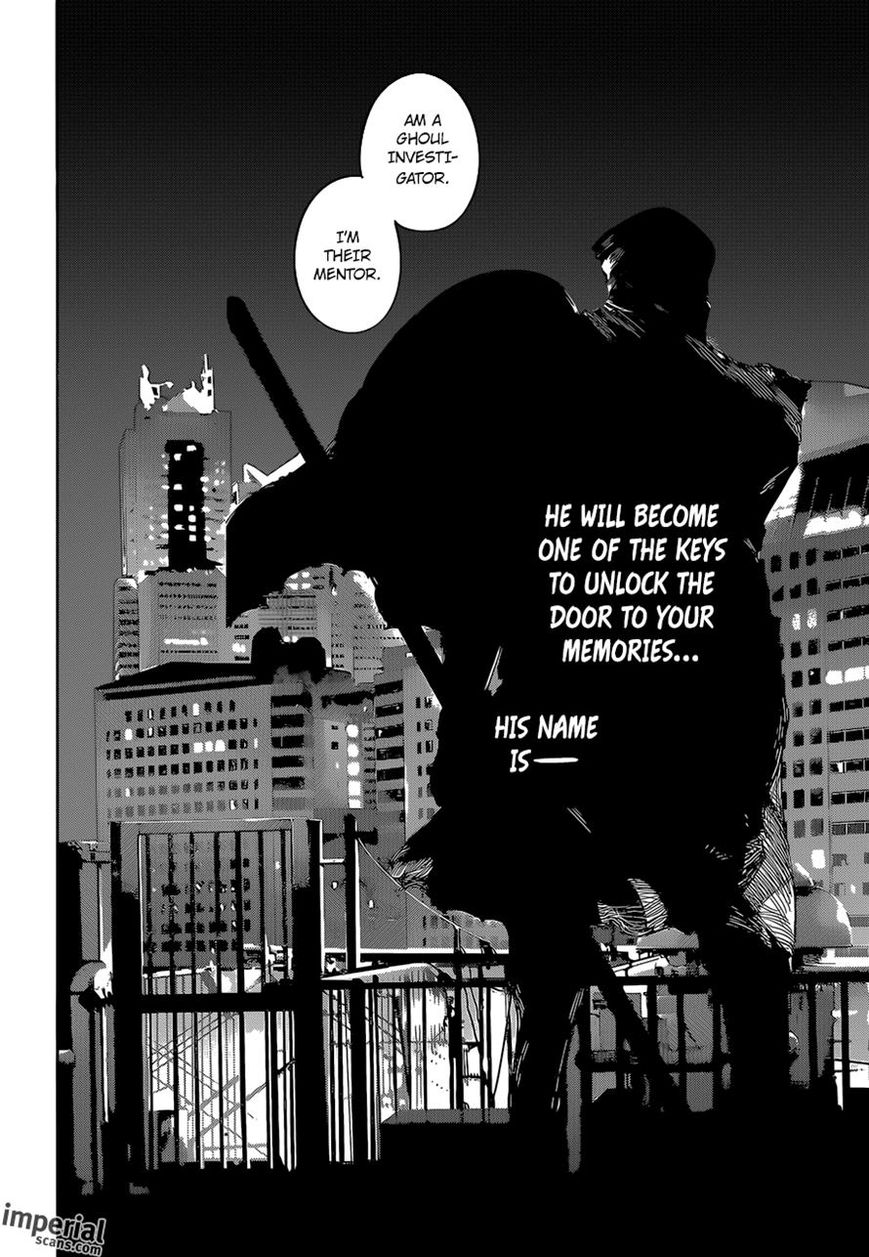 AM A
GHOUL
INVESTI-
GATOR.
I'M
THEIR
MENTOR.
HE WILL BECOME
ONE OF THE KEYS
TO UNLOCK THE
DOOR TO YOUR
MEMORIES...
HIS NAME
IS—
imperial
scans.com